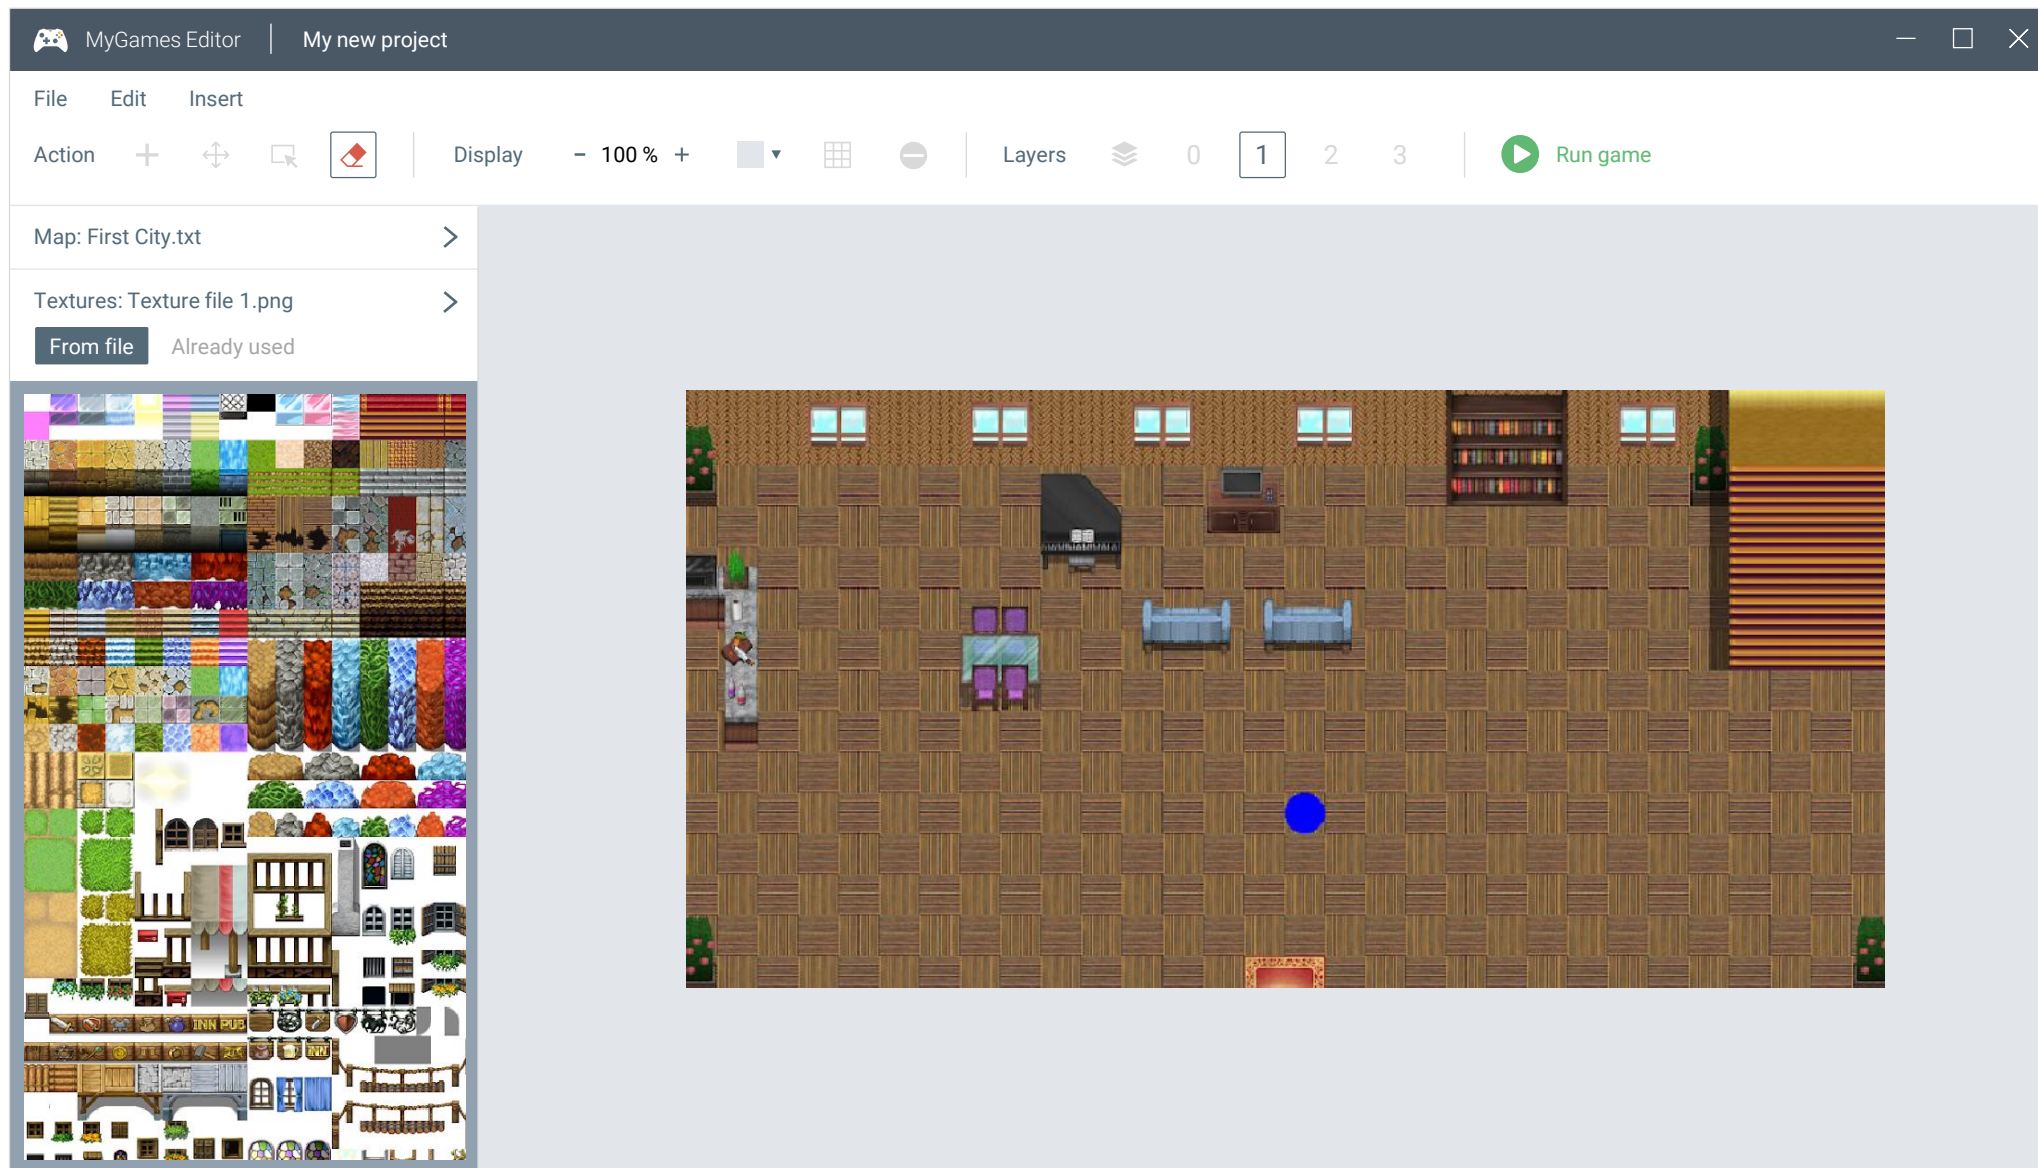 MyGames Editor My new project
File Edit Insert
Action Display - 100 % + Layers 0 1 2 3 Run game
Map: First City.txt
Textures: Texture file 1.png
From file Already used
INN PUB
INN